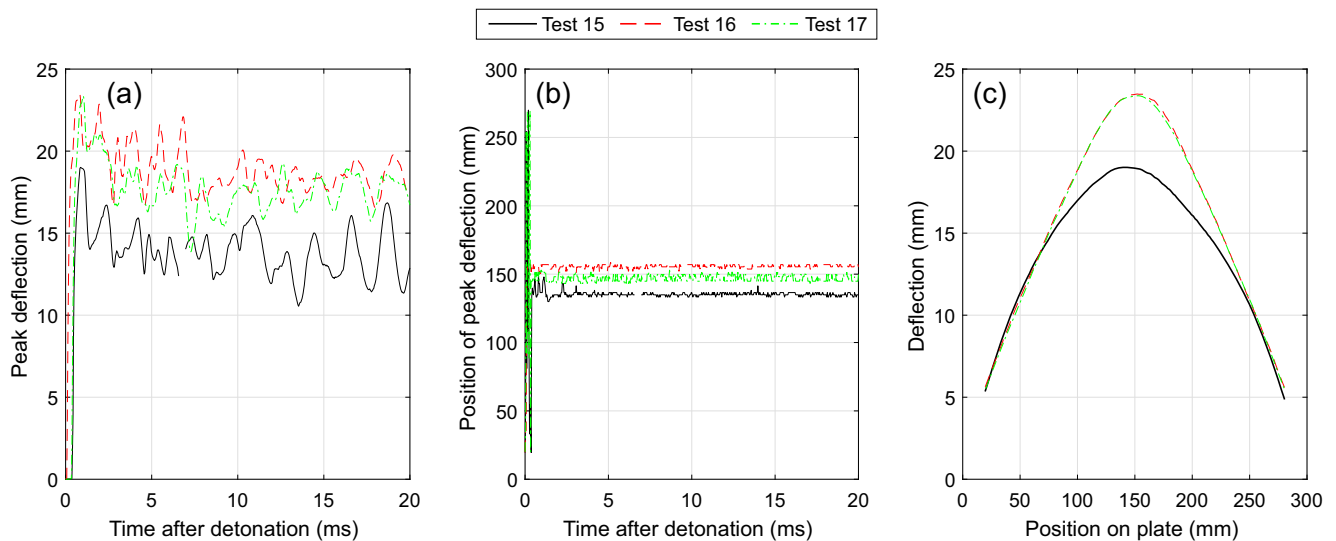 Test 15 Test 16 Test 17
(a)
25
20
15
10
5
0
0 5 10 15 20
Peak deflection (mm)
Time after detonation (ms)
(b)
300
250
200
150
100
50
0
0 5 10 15 20
Position of peak deflection (mm)
Time after detonation (ms)
(c)
25
20
15
10
5
0
0 50 100 150 200 250 300
Deflection (mm)
Position on plate (mm)